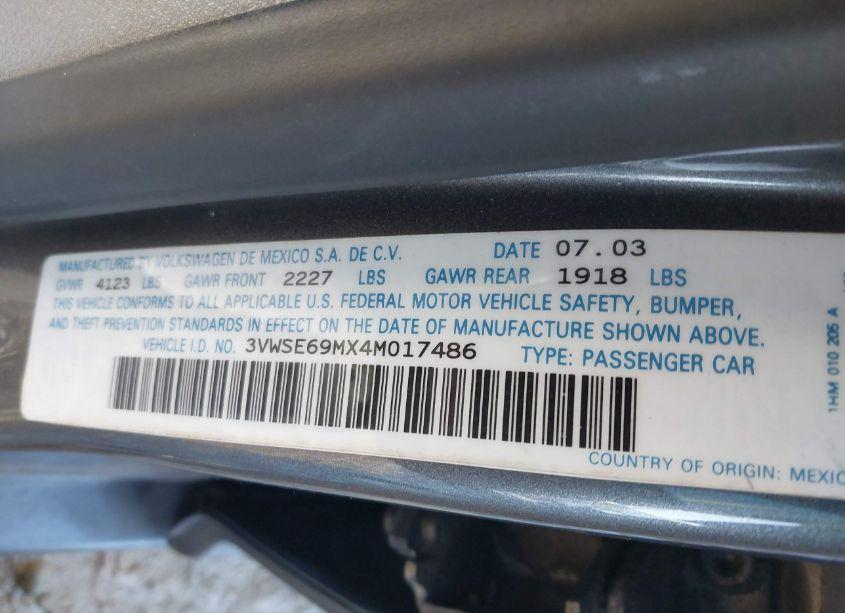 MANUFACTURED BY VOLKSWAGEN DE MEXICO S.A. DE C.V. DATE 07.03
GVWR 4123 LBS GAWR FRONT 2227 LBS GAWR REAR 1918 LBS
THIS VEHICLE CONFORMS TO ALL APPLICABLE U.S. FEDERAL MOTOR VEHICLE SAFETY, BUMPER,
AND THEFT PREVENTION STANDARDS IN EFFECT ON THE DATE OF MANUFACTURE SHOWN ABOVE.
VEHICLE I.D. NO. 3VWSE69MX4M017486 TYPE: PASSENGER CAR
COUNTRY OF ORIGIN: MEXICO
1HM 010 205 A